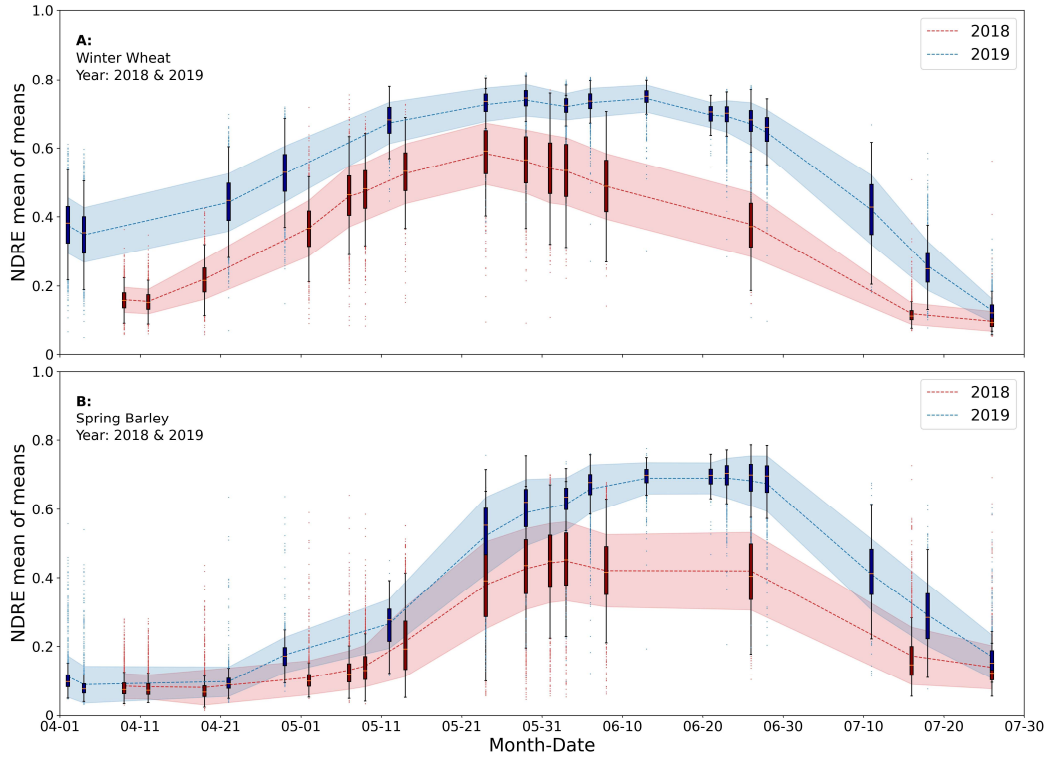 1.0
A:
Winter Wheat
Year: 2018 & 2019
2018
2019
0.8
0.6
0.4
0.2
0
NDRE mean of means
1.0
B:
Spring Barley
Year: 2018 & 2019
2018
2019
0.8
0.6
0.4
0.2
0
NDRE mean of means
04-01 04-11 04-21 05-01 05-11 05-21 05-31 06-10 06-20 06-30 07-10 07-20 07-30
Month-Date